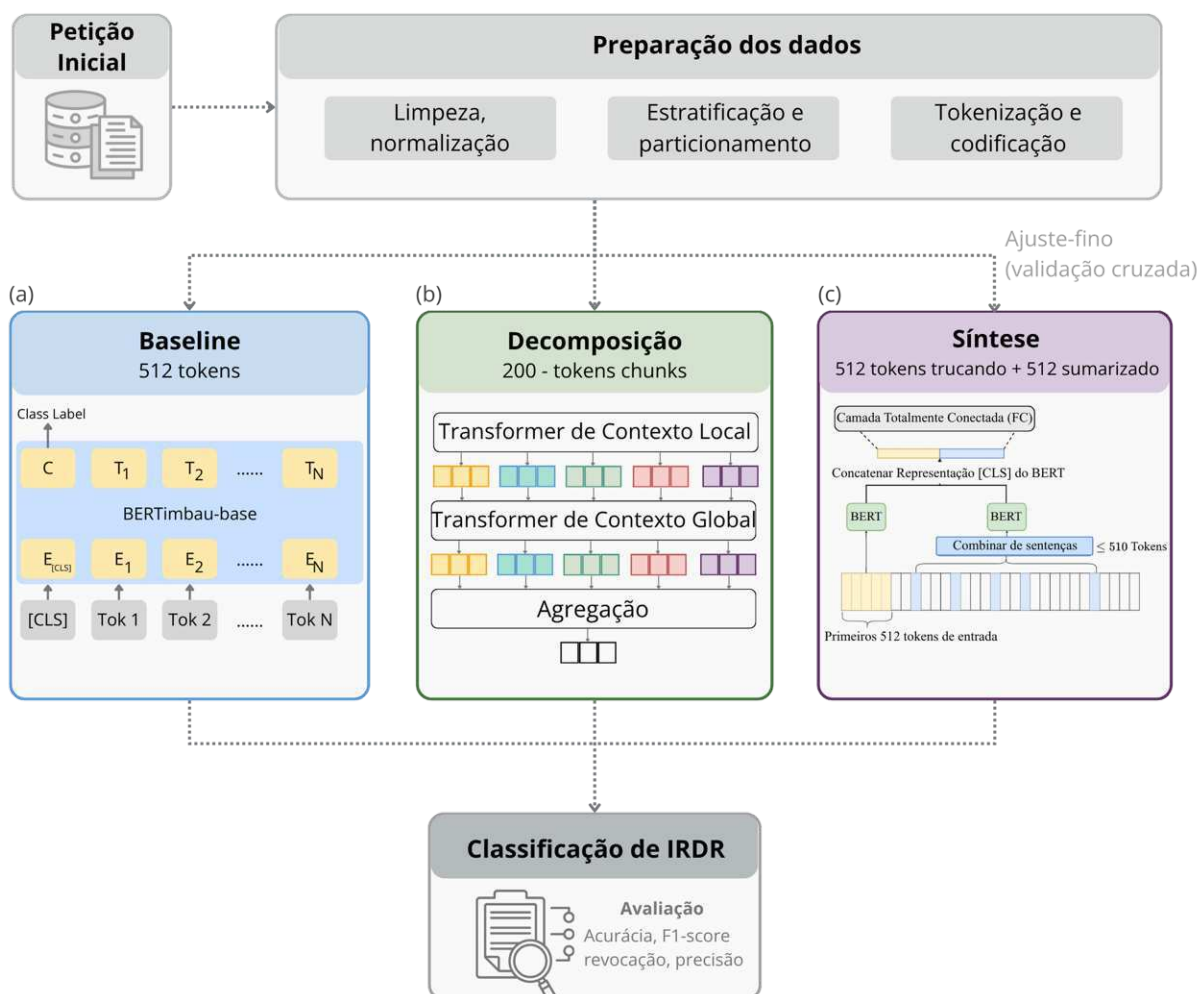 Petição
Inicial
Preparação dos dados
Limpeza,
normalização
Estratificação e
particionamento
Tokenização e
codificação
Ajuste-fino
(validação cruzada)
(a)
Baseline
512 tokens
Class Label
C T1 T2 ...... TN
BERTimbau-base
E[CLS] E1 E2 ...... EN
[CLS] Tok 1 Tok 2 ...... Tok N
(b)
Decomposição
200 - tokens chunks
Transformer de Contexto Local
Transformer de Contexto Global
Agregação
(c)
Síntese
512 tokens trucando + 512 sumarizado
Camada Totalmente Conectada (FC)
Concatenar Representação [CLS] do BERT
BERT BERT
Combinar de sentenças ≤ 510 Tokens
Primeiros 512 tokens de entrada
Classificação de IRDR
Avaliação
Acurácia, F1-score
revocação, precisão